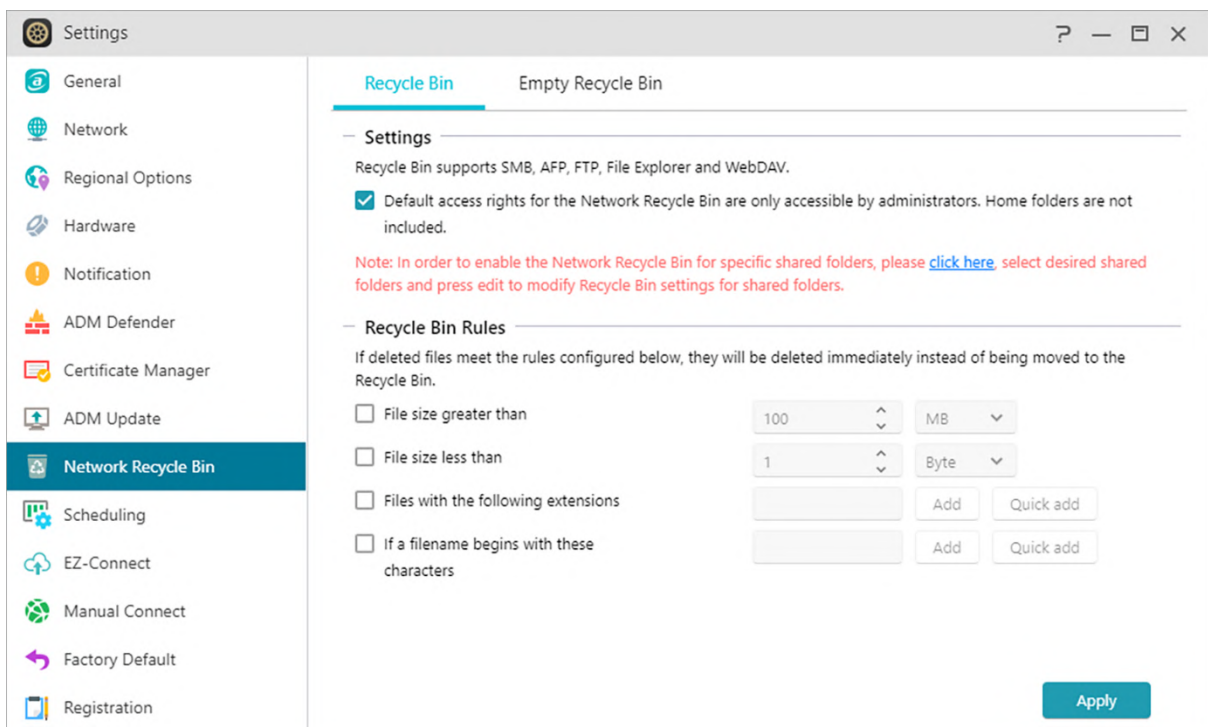 Settings
?
General
Network
Regional Options
Hardware
Notification
ADM Defender
Certificate Manager
ADM Update
Network Recycle Bin
Scheduling
EZ-Connect
Manual Connect
Factory Default
Registration
Recycle Bin
Empty Recycle Bin
Settings
Recycle Bin supports SMB, AFP, FTP, File Explorer and WebDAV.
Default access rights for the Network Recycle Bin are only accessible by administrators. Home folders are not
included.
Note: In order to enable the Network Recycle Bin for specific shared folders, please click here, select desired shared
folders and press edit to modify Recycle Bin settings for shared folders.
Recycle Bin Rules
If deleted files meet the rules configured below, they will be deleted immediately instead of being moved to the
Recycle Bin.
File size greater than 100 MB
File size less than 1 Byte
Files with the following extensions Add Quick add
If a filename begins with these Add Quick add
characters
Apply